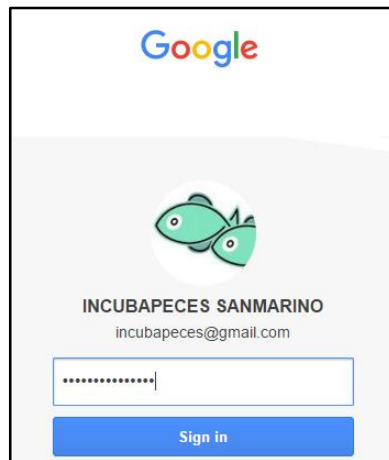 Google
INCUBAPECES SANMARINO
incubapeces@gmail.com
•••••••••••••••
Sign in